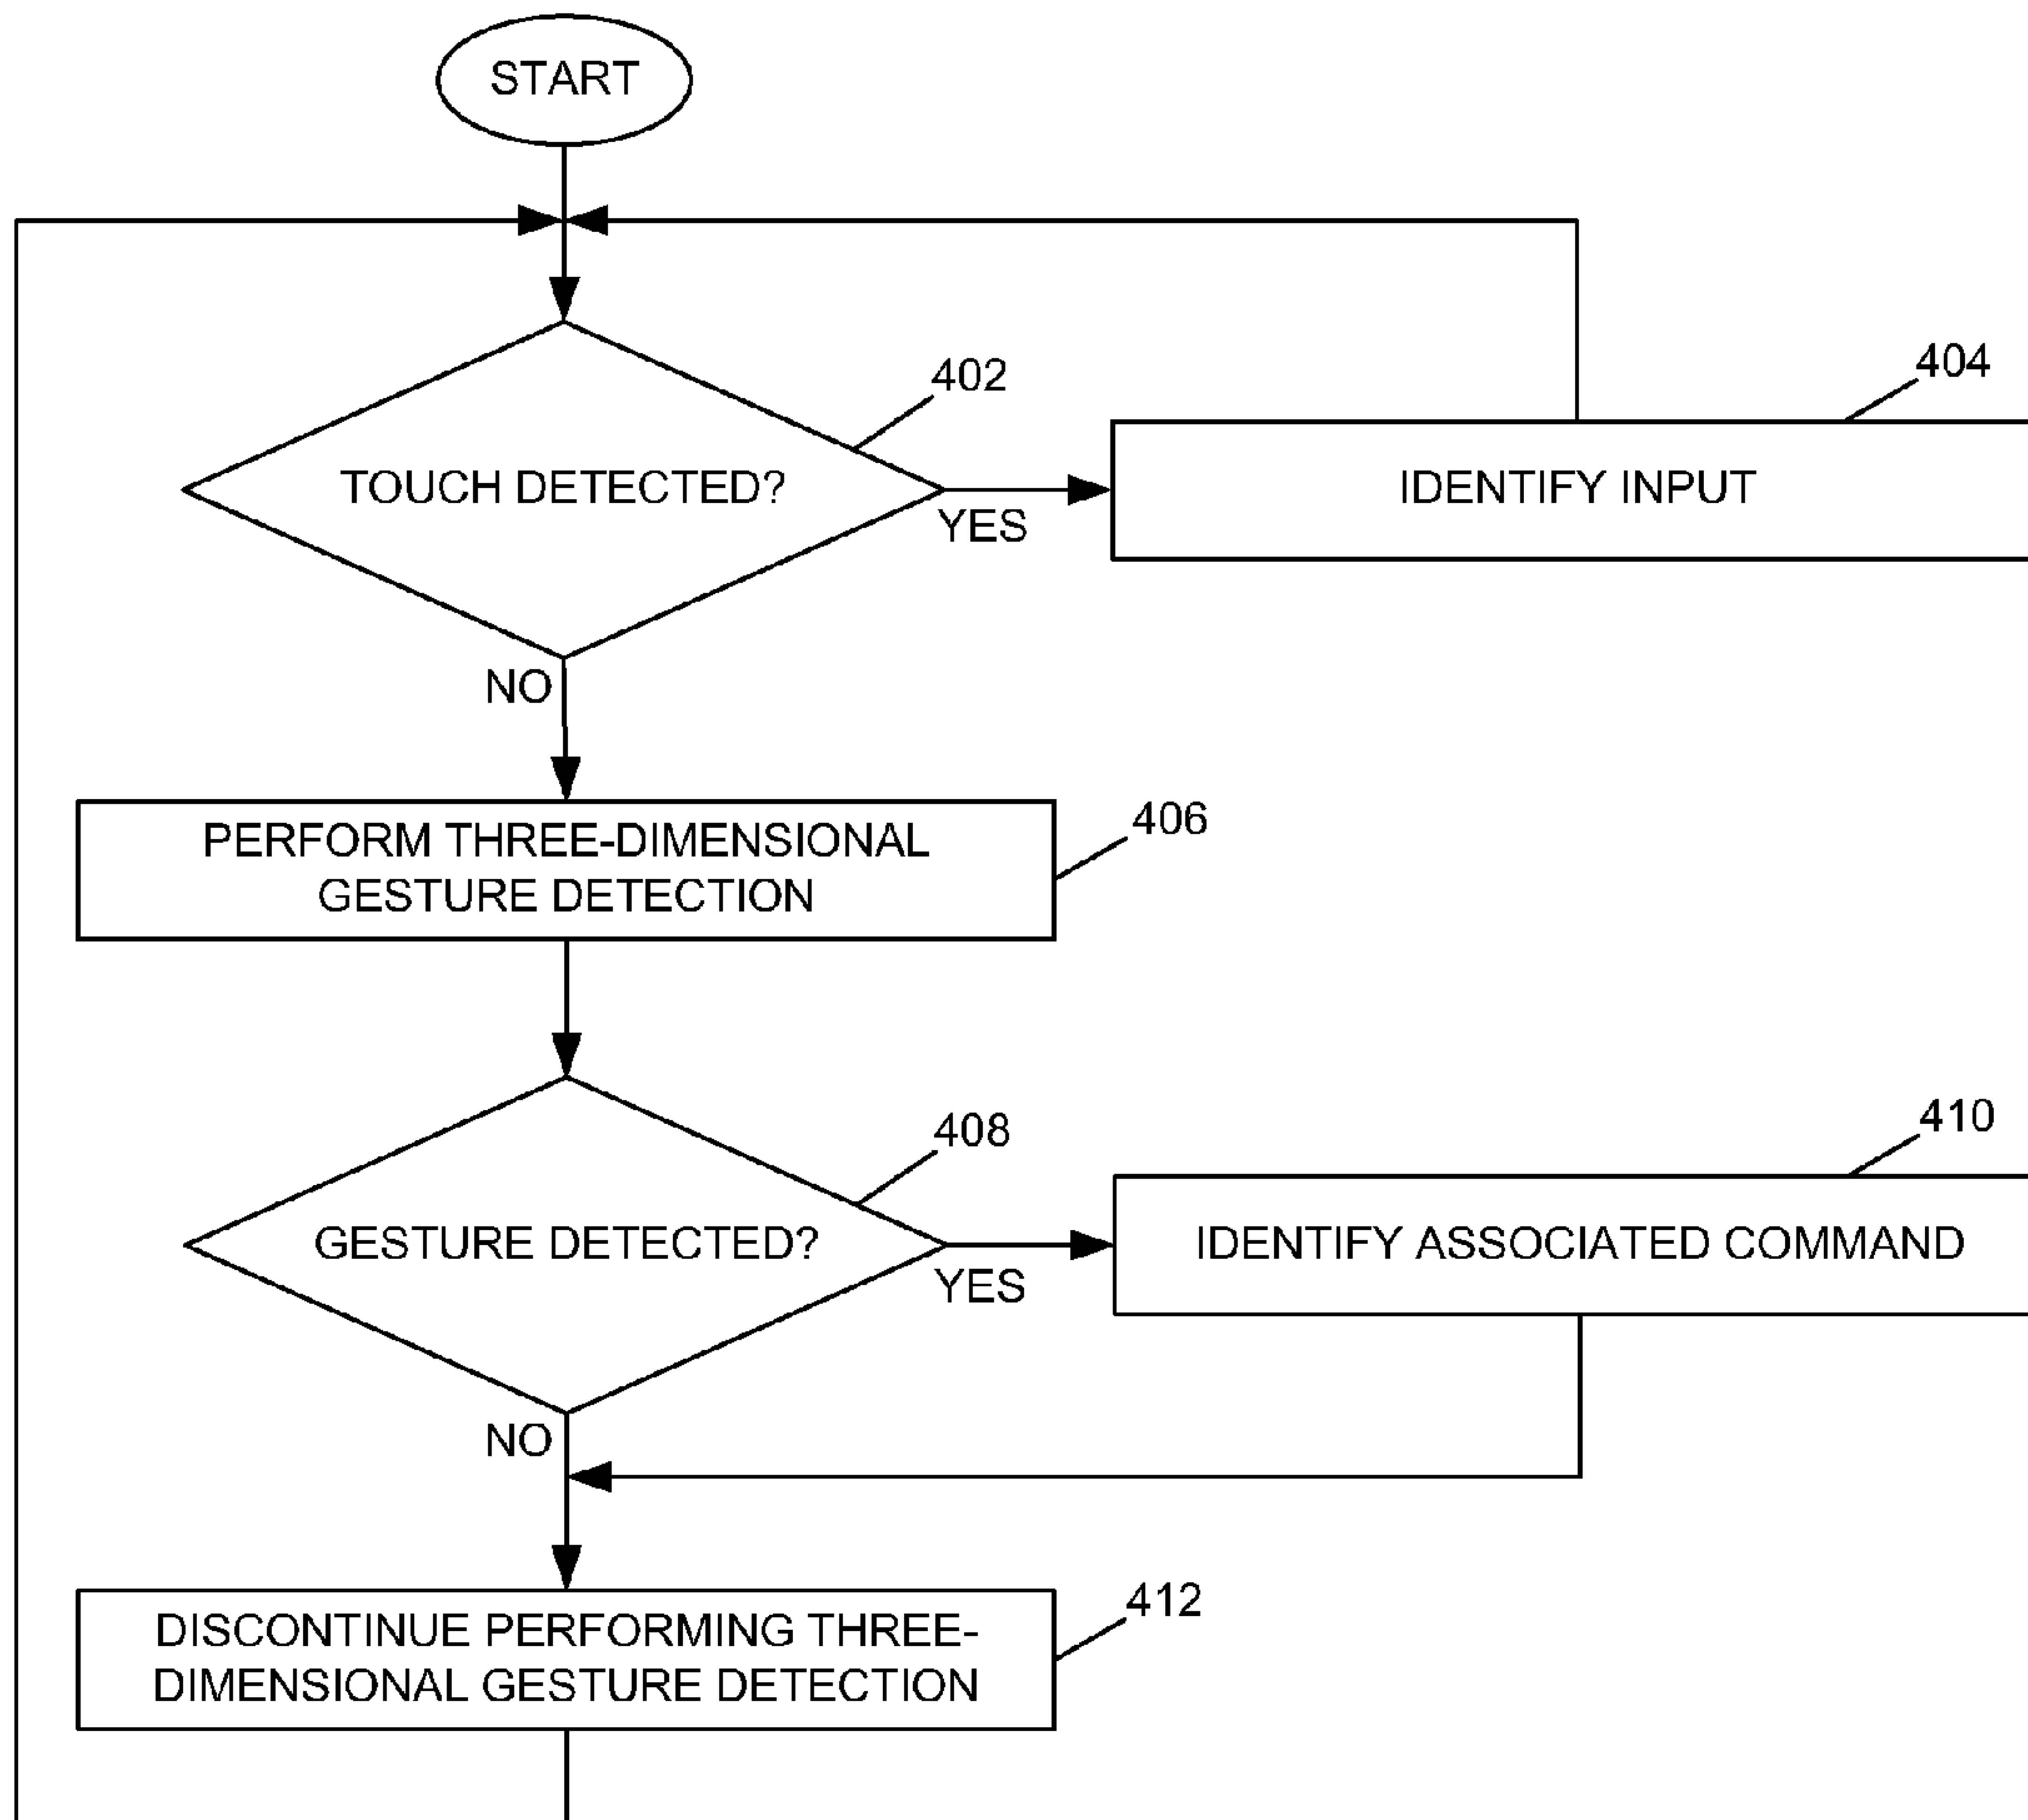 START
402
404
TOUCH DETECTED?
YES
IDENTIFY INPUT
NO
406
PERFORM THREE-DIMENSIONAL
GESTURE DETECTION
408
410
GESTURE DETECTED?
YES
IDENTIFY ASSOCIATED COMMAND
NO
412
DISCONTINUE PERFORMING THREE-
DIMENSIONAL GESTURE DETECTION